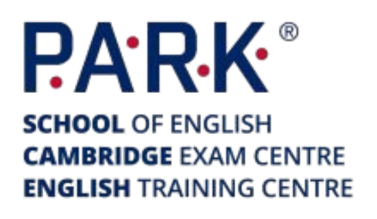 P.A.R.K.®
SCHOOL OF ENGLISH
CAMBRIDGE EXAM CENTRE
ENGLISH TRAINING CENTRE